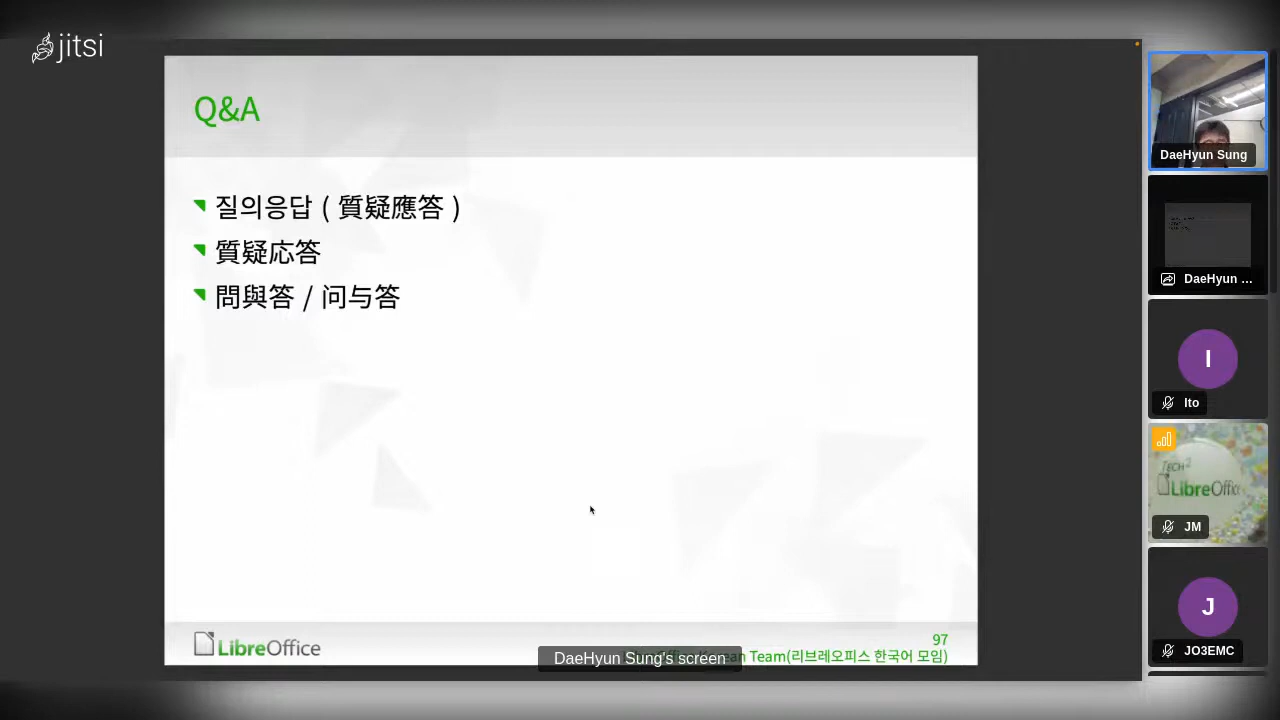 jitsi
Q&A
질의응답 ( 質疑應答 )
質疑応答
問與答 / 问与答
LibreOffice
97
Team(리브레오피스 한국어 모임)
DaeHyun Sung's screen
DaeHyun Sung
DaeHyun ...
I
Ito
TECH
LibreOffic
JM
J
JO3EMC